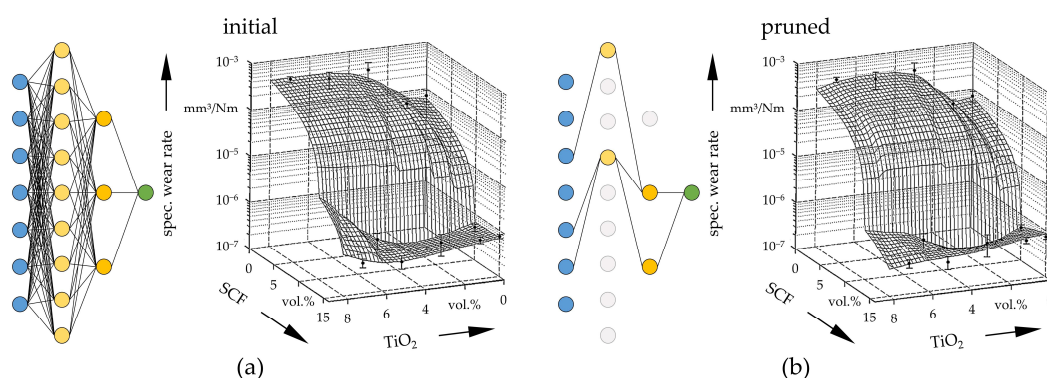 initial
spec. wear rate
10⁻³
mm³/Nm
10⁻⁵
10⁻⁶
10⁻⁷
0
5
SCF
vol.%
15
8
6
4
vol.%
0
TiO₂
(a)
pruned
spec. wear rate
10⁻³
mm³/Nm
10⁻⁵
10⁻⁶
10⁻⁷
0
5
SCF
vol.%
15
8
6
4
vol.%
TiO₂
(b)